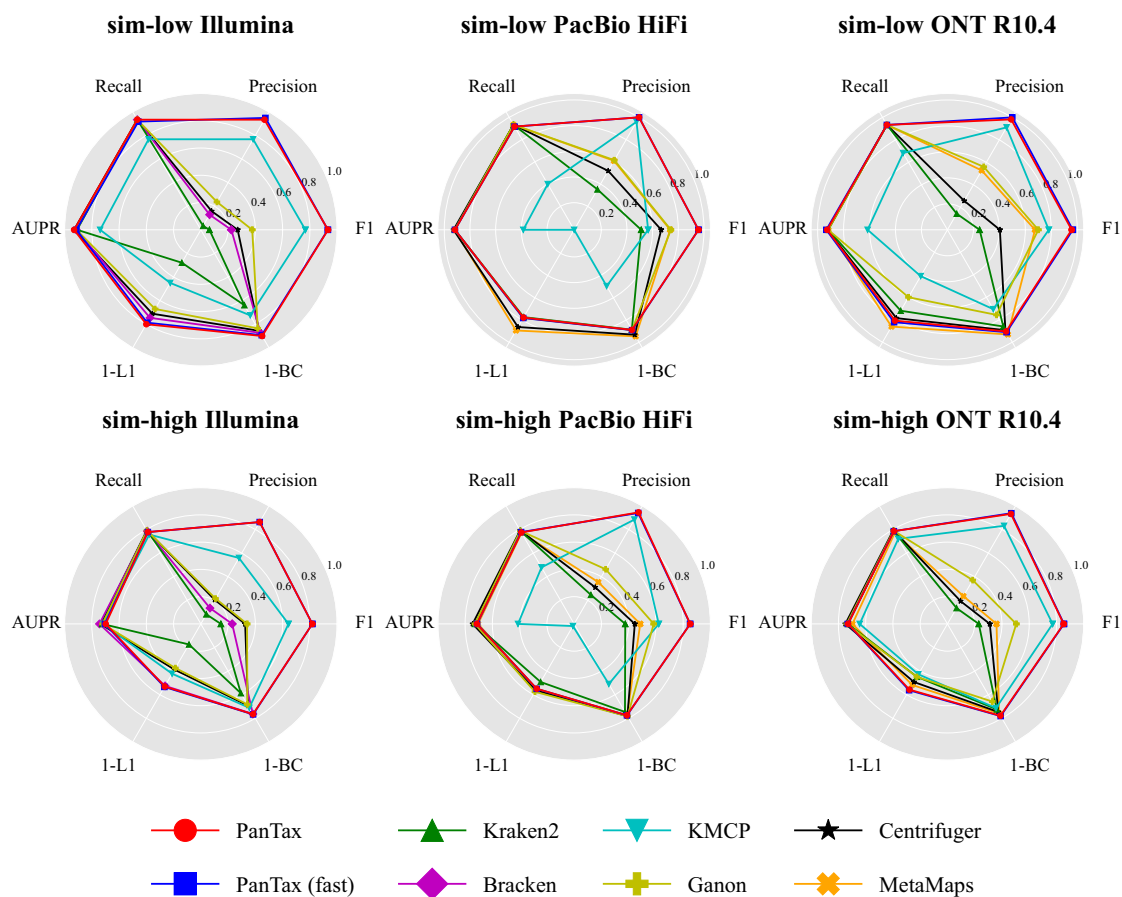 sim-low Illumina sim-low PacBio HiFi sim-low ONT R10.4
Recall Precision Recall Precision Recall Precision
1.0 1.0 1.0
0.8 0.8 0.8
0.6 0.6 0.6
0.4 0.4 0.4
0.2 0.2 0.2
AUPR F1 AUPR F1 AUPR F1
1-L1 1-BC 1-L1 1-BC 1-L1 1-BC
sim-high Illumina sim-high PacBio HiFi sim-high ONT R10.4
Recall Precision Recall Precision Recall Precision
1.0 1.0 1.0
0.8 0.8 0.8
0.6 0.6 0.6
0.4 0.4 0.4
0.2 0.2 0.2
AUPR F1 AUPR F1 AUPR F1
1-L1 1-BC 1-L1 1-BC 1-L1 1-BC
PanTax Kraken2 KMCP Centrifuger
PanTax (fast) Bracken Ganon MetaMaps